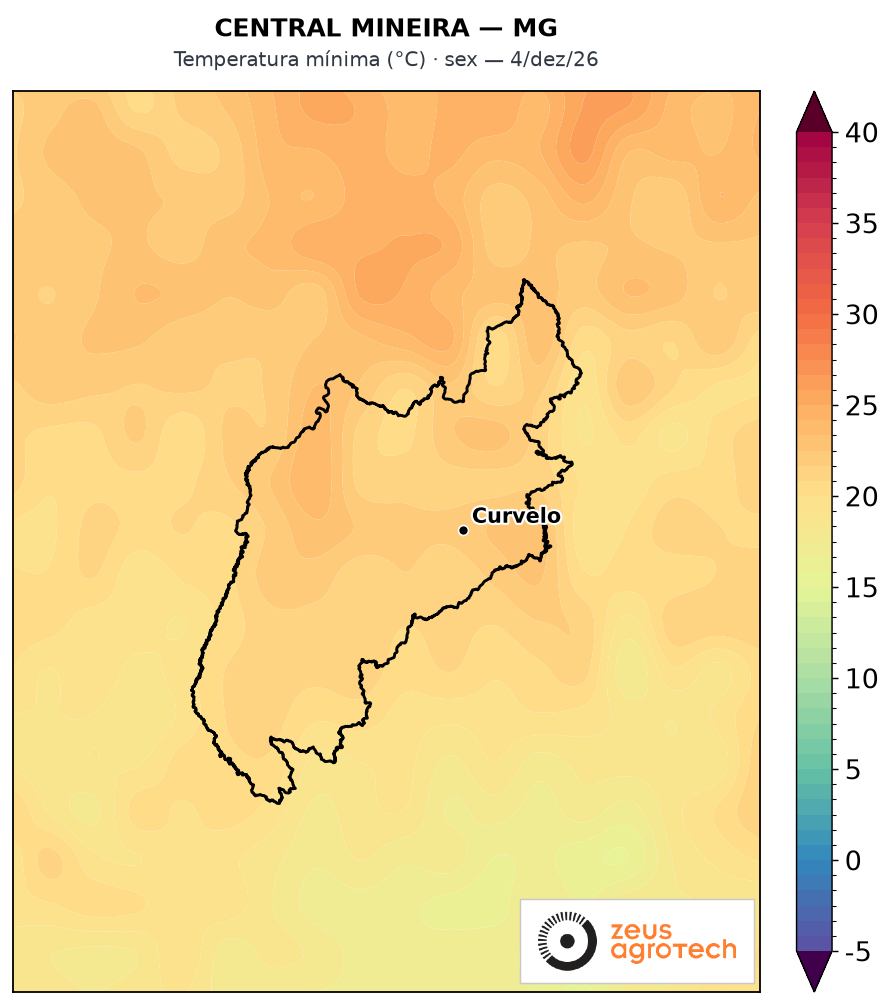 CENTRAL MINEIRA — MG
Temperatura mínima (°C) · sex — 4/dez/26
40
35
30
25
20
15
10
5
0
-5
Curvelo
zeus
agrotech